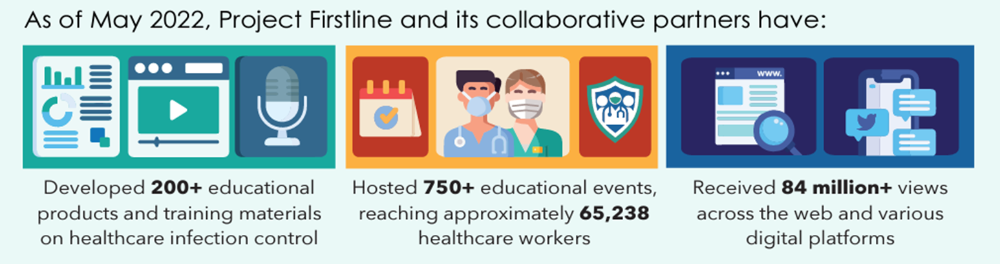 As of May 2022, Project Firstline and its collaborative partners have:
www.
Developed 200+ educational
products and training materials
on healthcare infection control
Hosted 750+ educational events,
reaching approximately 65,238
healthcare workers
Received 84 million+ views
across the web and various
digital platforms